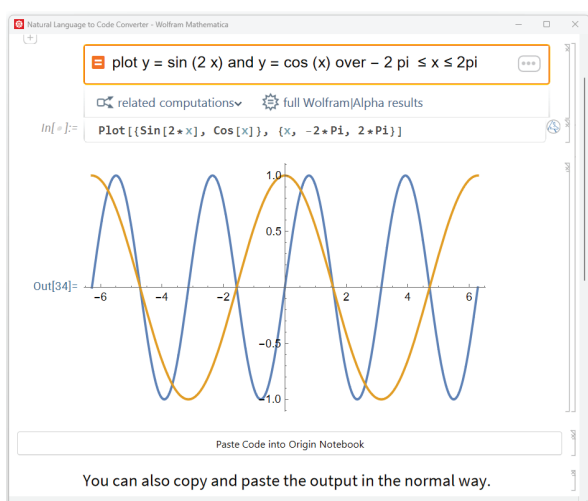 Natural Language to Code Converter - Wolfram Mathematica
plot y = sin (2 x) and y = cos (x) over − 2 pi ≤ x ≤ 2pi
related computations
full Wolfram|Alpha results
In[◦]:=
Plot[{Sin[2*x], Cos[x]}, {x, -2*Pi, 2*Pi}]
Out[34]=
1.0
0.5
−6 −4 −2 2 4 6
−0.5
−1.0
Paste Code into Origin Notebook
You can also copy and paste the output in the normal way.